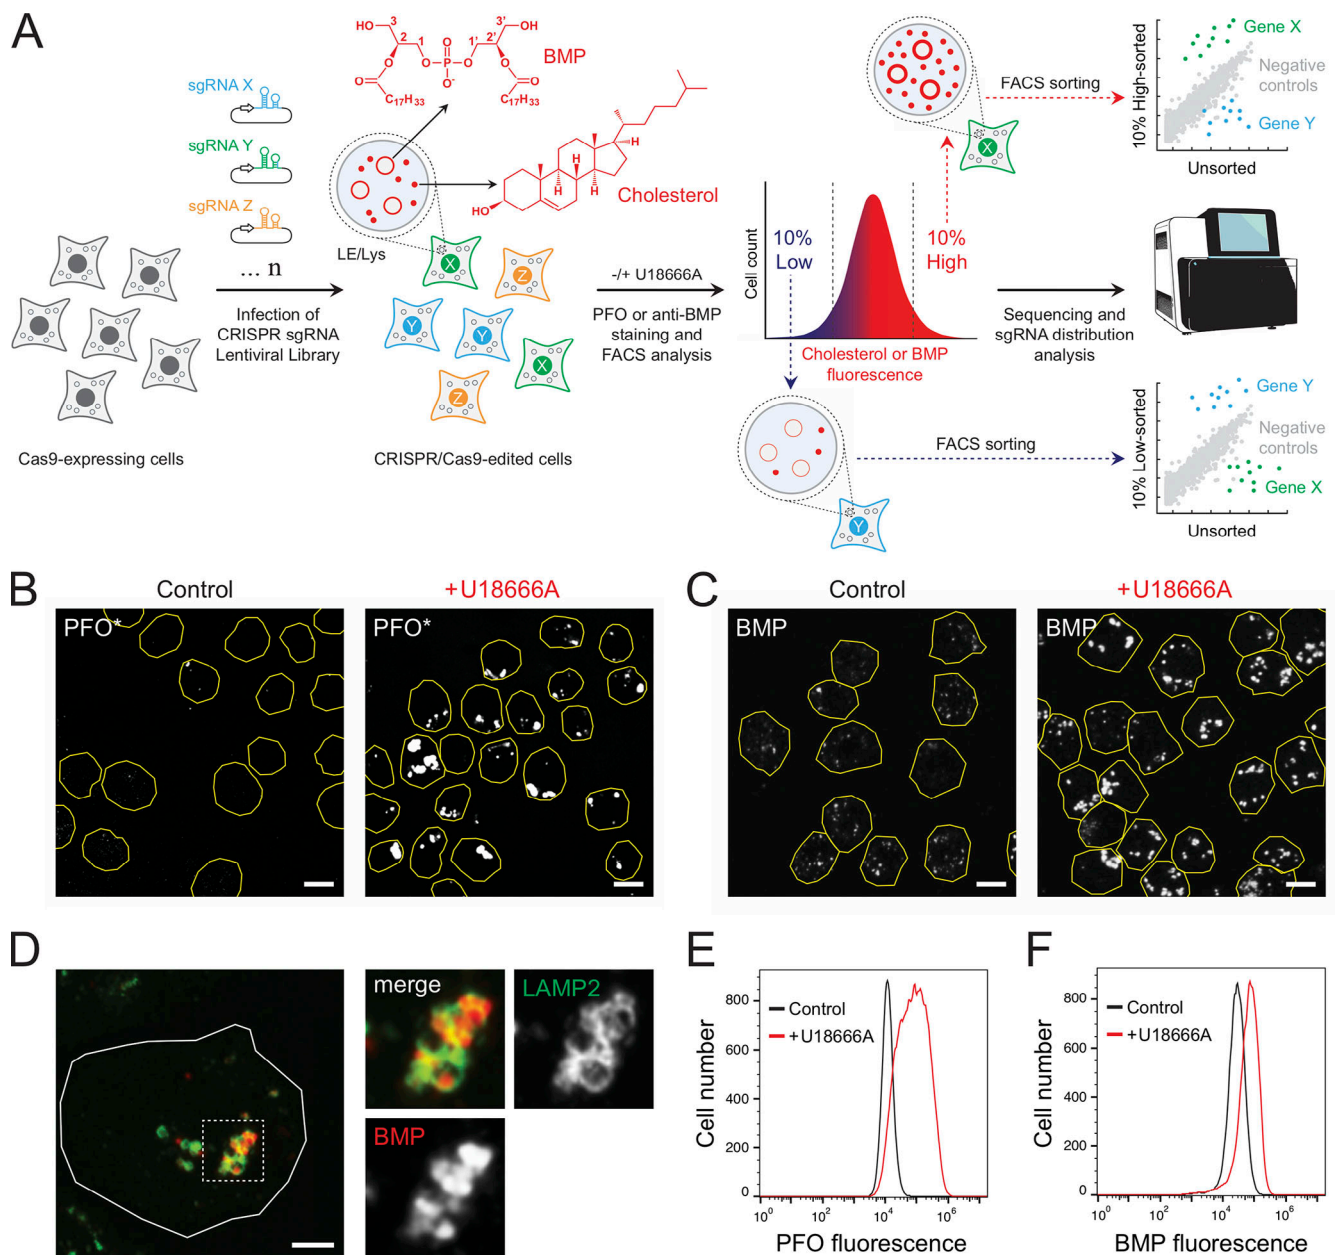 A
sgRNA X
sgRNA Y
sgRNA Z
... n
HO
3
2
1
O
O
P
O
O-
O
1'
2'
3'
OH
O
O
O
C17H33
C17H33
BMP
H
H
H
H
HO
Cholesterol
LE/Lys
X
Z
Y
Y
X
Z
Infection of
CRISPR sgRNA
Lentiviral Library
Cas9-expressing cells
CRISPR/Cas9-edited cells
-/+ U18666A
PFO or anti-BMP
staining and
FACS analysis
Cell count
10%
Low
10%
High
Cholesterol or BMP
fluorescence
X
FACS sorting
10% High-sorted
Gene X
Negative
controls
Gene Y
Unsorted
Sequencing and
sgRNA distribution
analysis
Y
FACS sorting
10% Low-sorted
Gene Y
Negative
controls
Gene X
Unsorted
B
Control
+U18666A
PFO*
PFO*
C
Control
+U18666A
BMP
BMP
D
merge
LAMP2
BMP
E
Cell number
800
600
400
200
0
Control
+U18666A
10^0
10^2
10^4
10^6
PFO fluorescence
F
Cell number
800
600
400
200
0
Control
+U18666A
10^0
10^2
10^4
10^6
BMP fluorescence